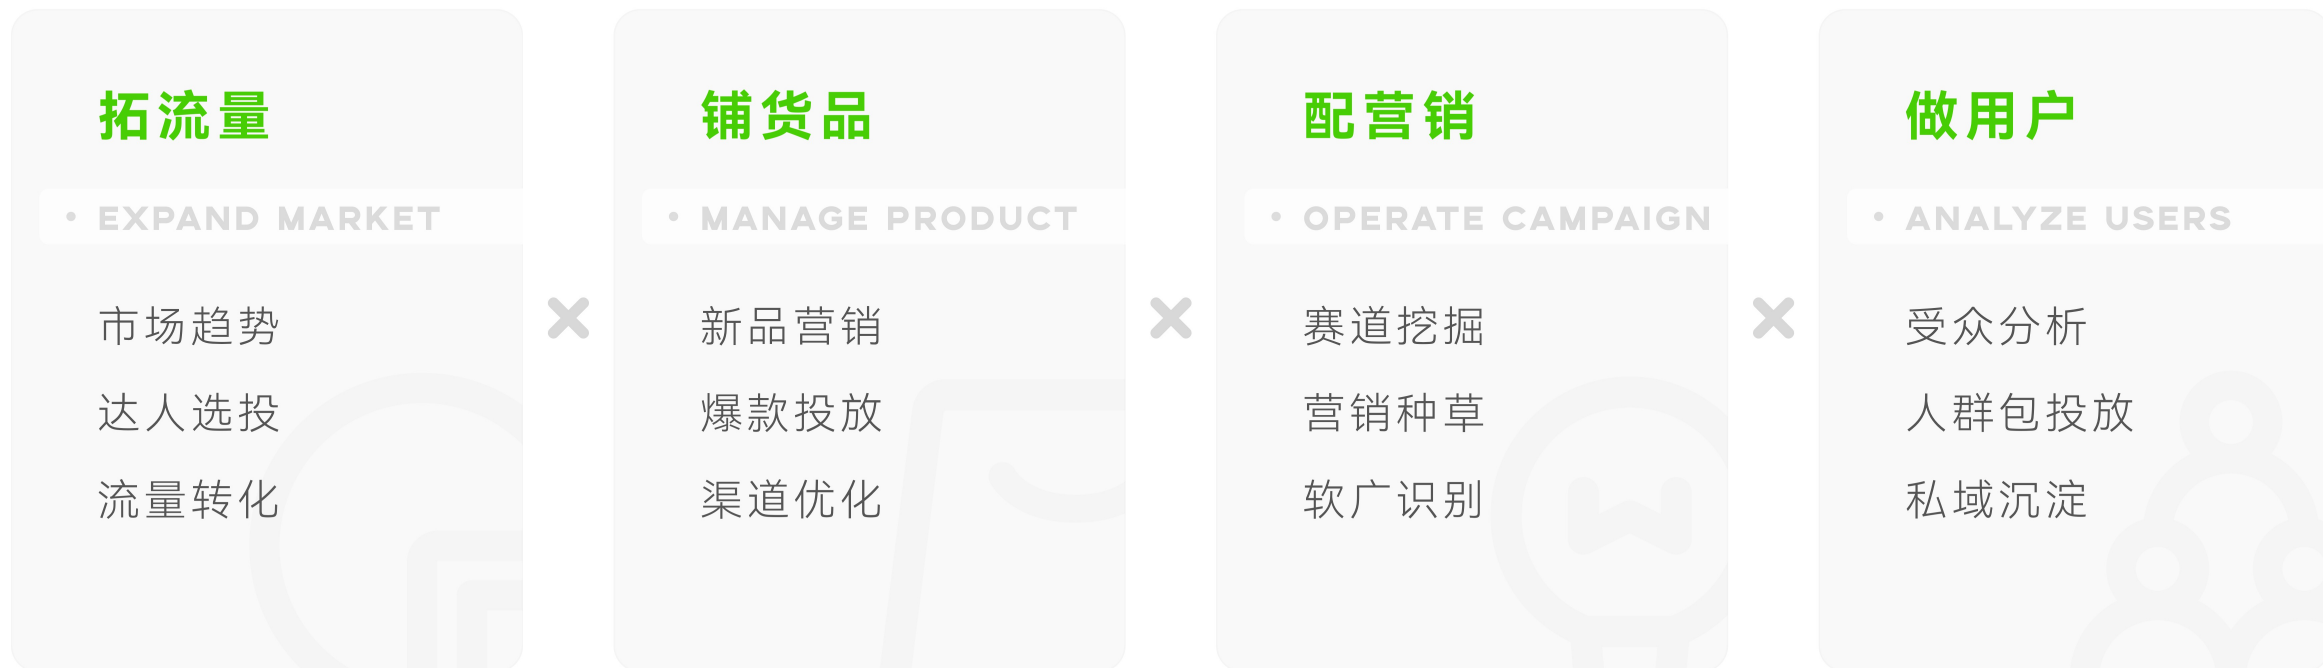 拓流量
• EXPAND MARKET
市场趋势
达人选投
流量转化
铺货品
• MANAGE PRODUCT
新品营销
爆款投放
渠道优化
配营销
• OPERATE CAMPAIGN
赛道挖掘
营销种草
软广识别
做用户
• ANALYZE USERS
受众分析
人群包投放
私域沉淀